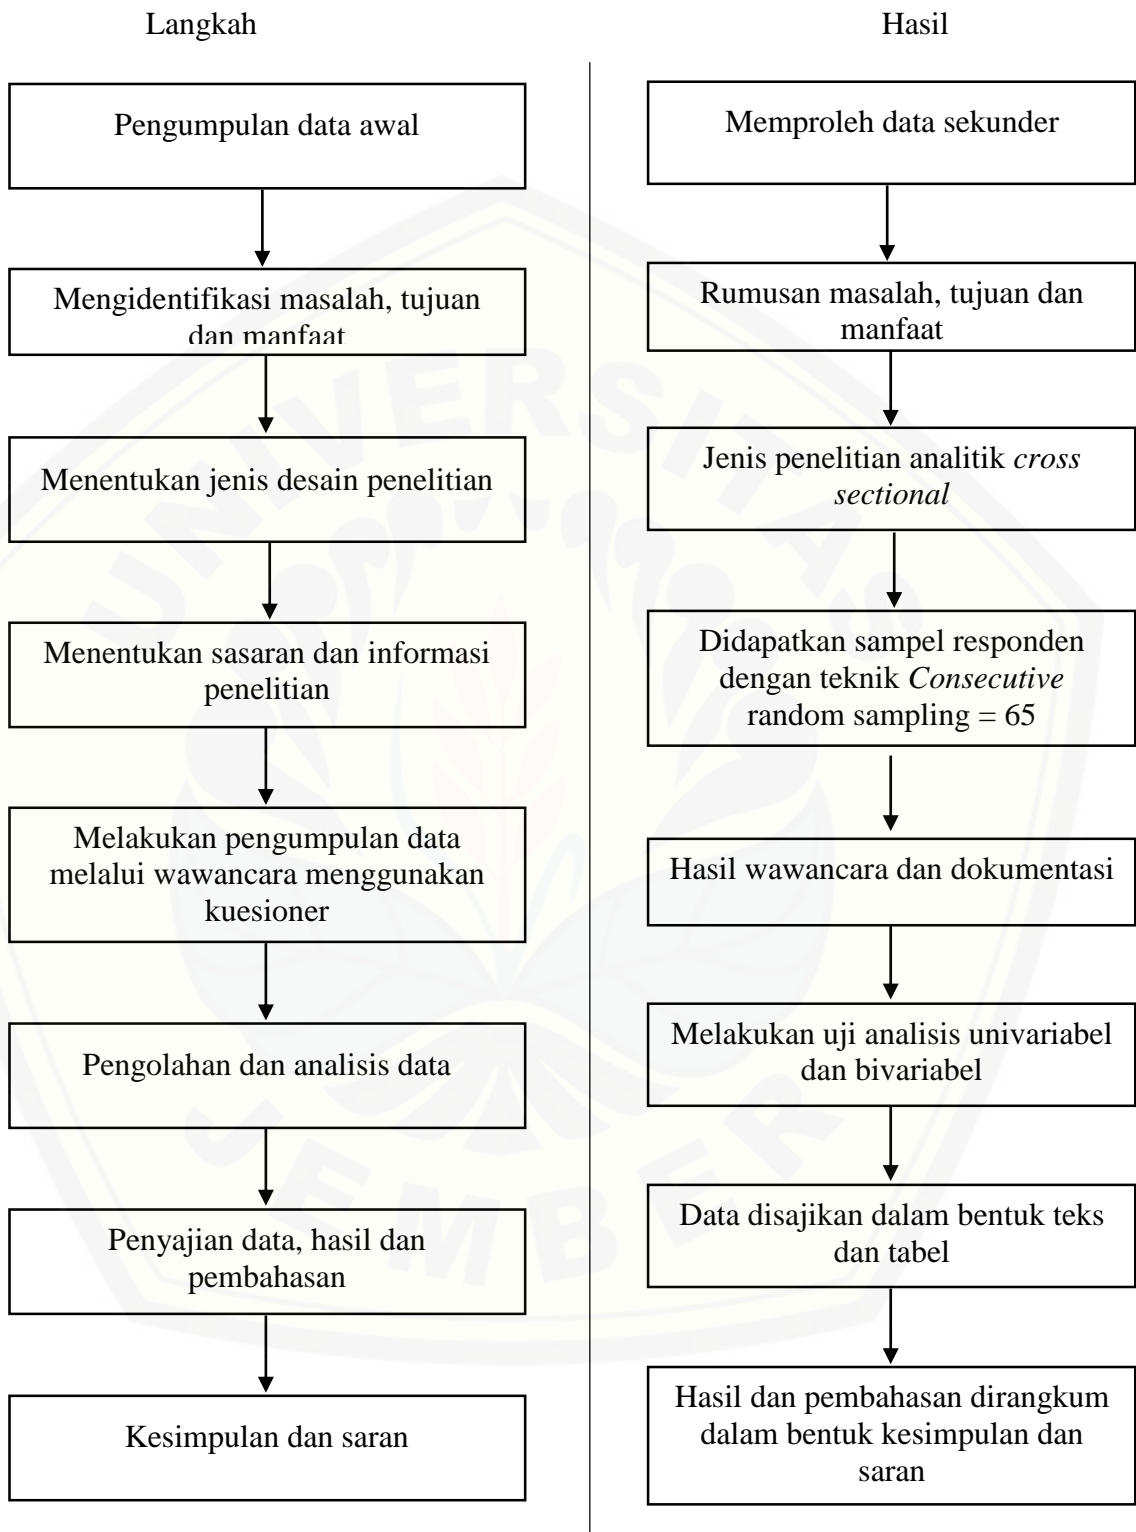 Langkah
Pengumpulan data awal
Mengidentifikasi masalah, tujuan
dan manfaat
Menentukan jenis desain penelitian
Menentukan sasaran dan informasi
penelitian
Melakukan pengumpulan data
melalui wawancara menggunakan
kuesioner
Pengolahan dan analisis data
Penyajian data, hasil dan
pembahasan
Kesimpulan dan saran
Hasil
Memproleh data sekunder
Rumusan masalah, tujuan dan
manfaat
Jenis penelitian analitik cross
sectional
Didapatkan sampel responden
dengan teknik Consecutive
random sampling = 65
Hasil wawancara dan dokumentasi
Melakukan uji analisis univariabel
dan bivariabel
Data disajikan dalam bentuk teks
dan tabel
Hasil dan pembahasan dirangkum
dalam bentuk kesimpulan dan
saran
UNIVERSITAS
JEMBER